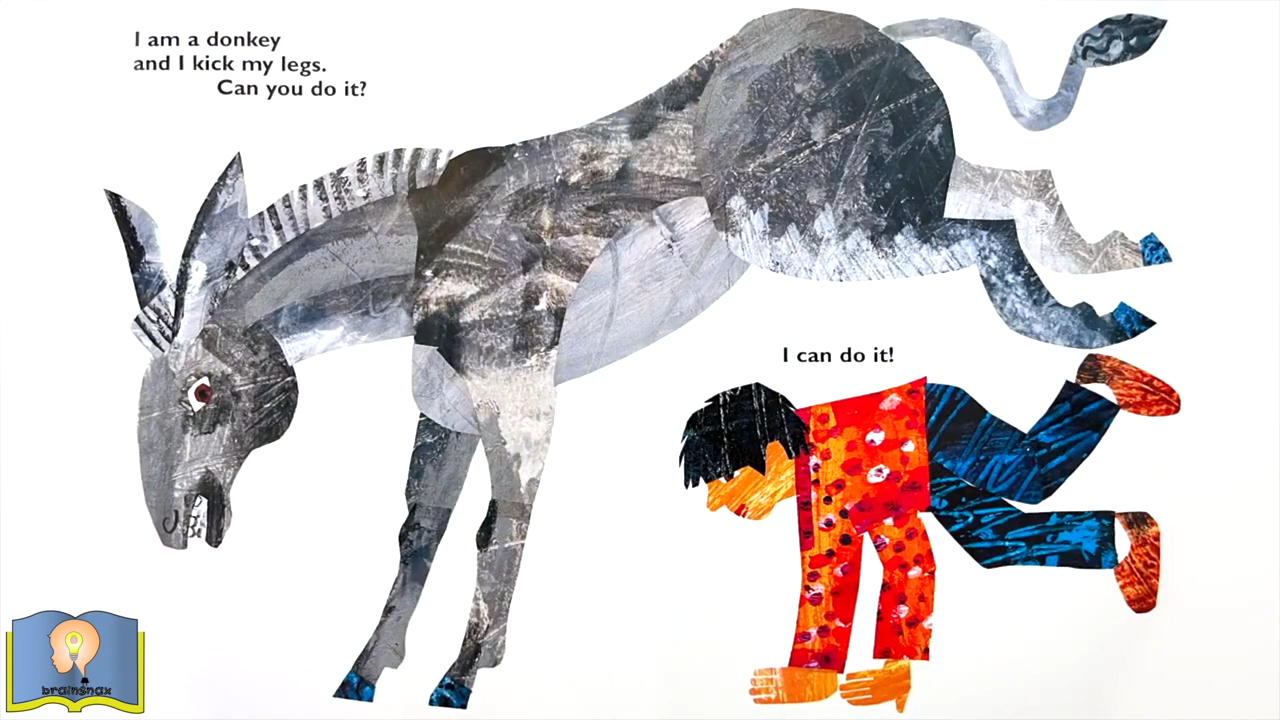 I am a donkey
and I kick my legs.
Can you do it?
I can do it!
brainsnax